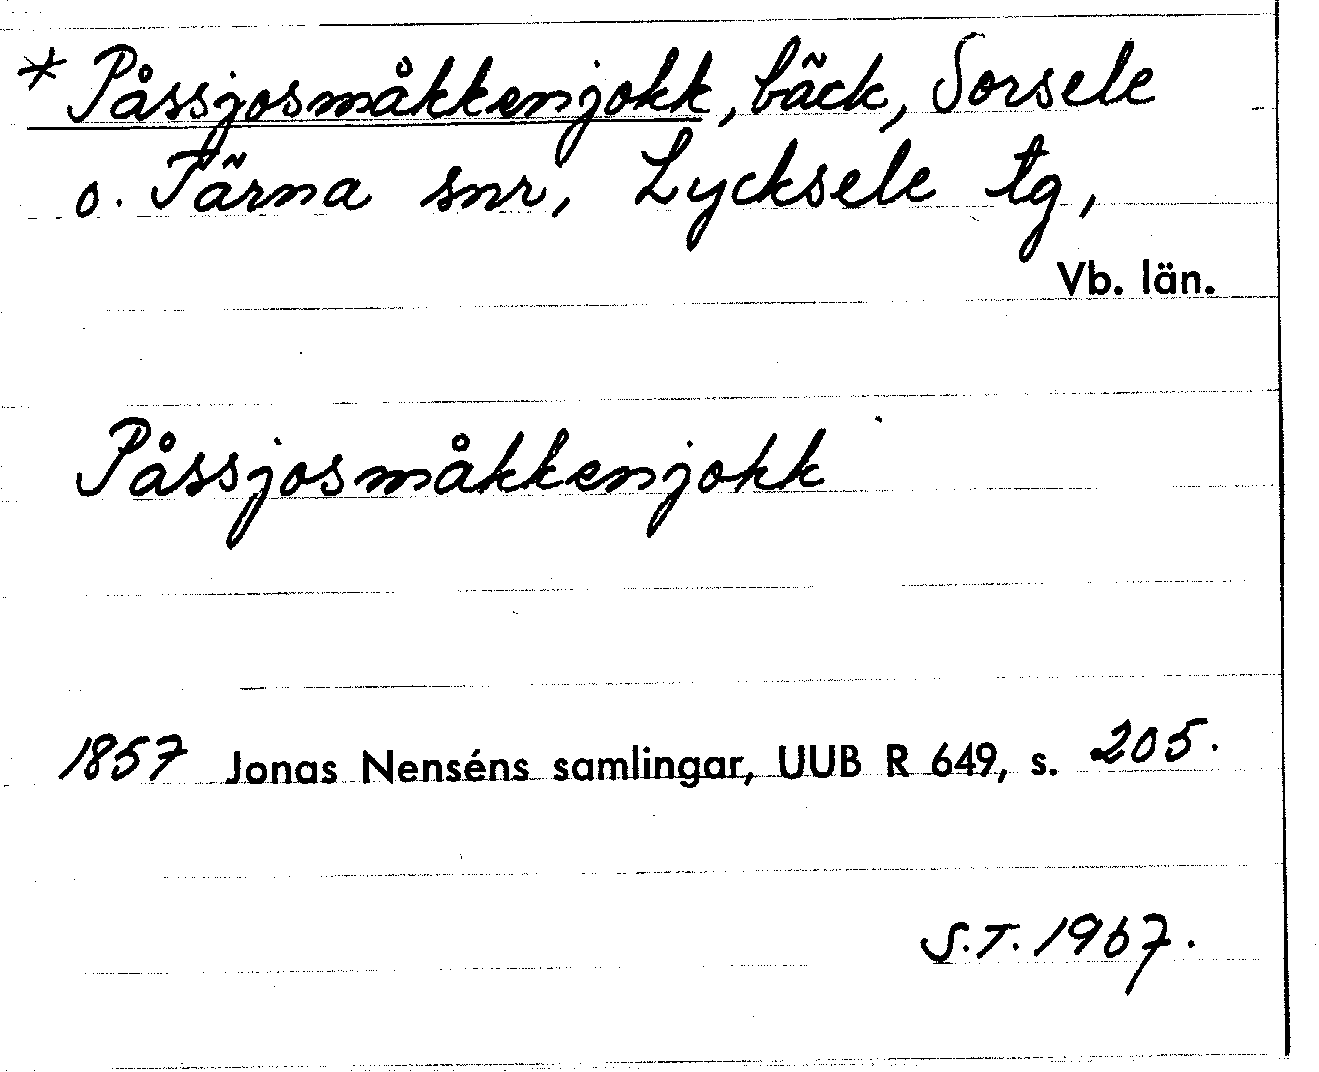 * Påssjosmåkkenjokk, bäck, Sorsele
o. Tärna snr, Lycksele tg,
Vb. län.
Påssjosmåkkenjokk
1857 Jonas Nenséns samlingar, UUB R 649, s. 205.
S.T. 1967.